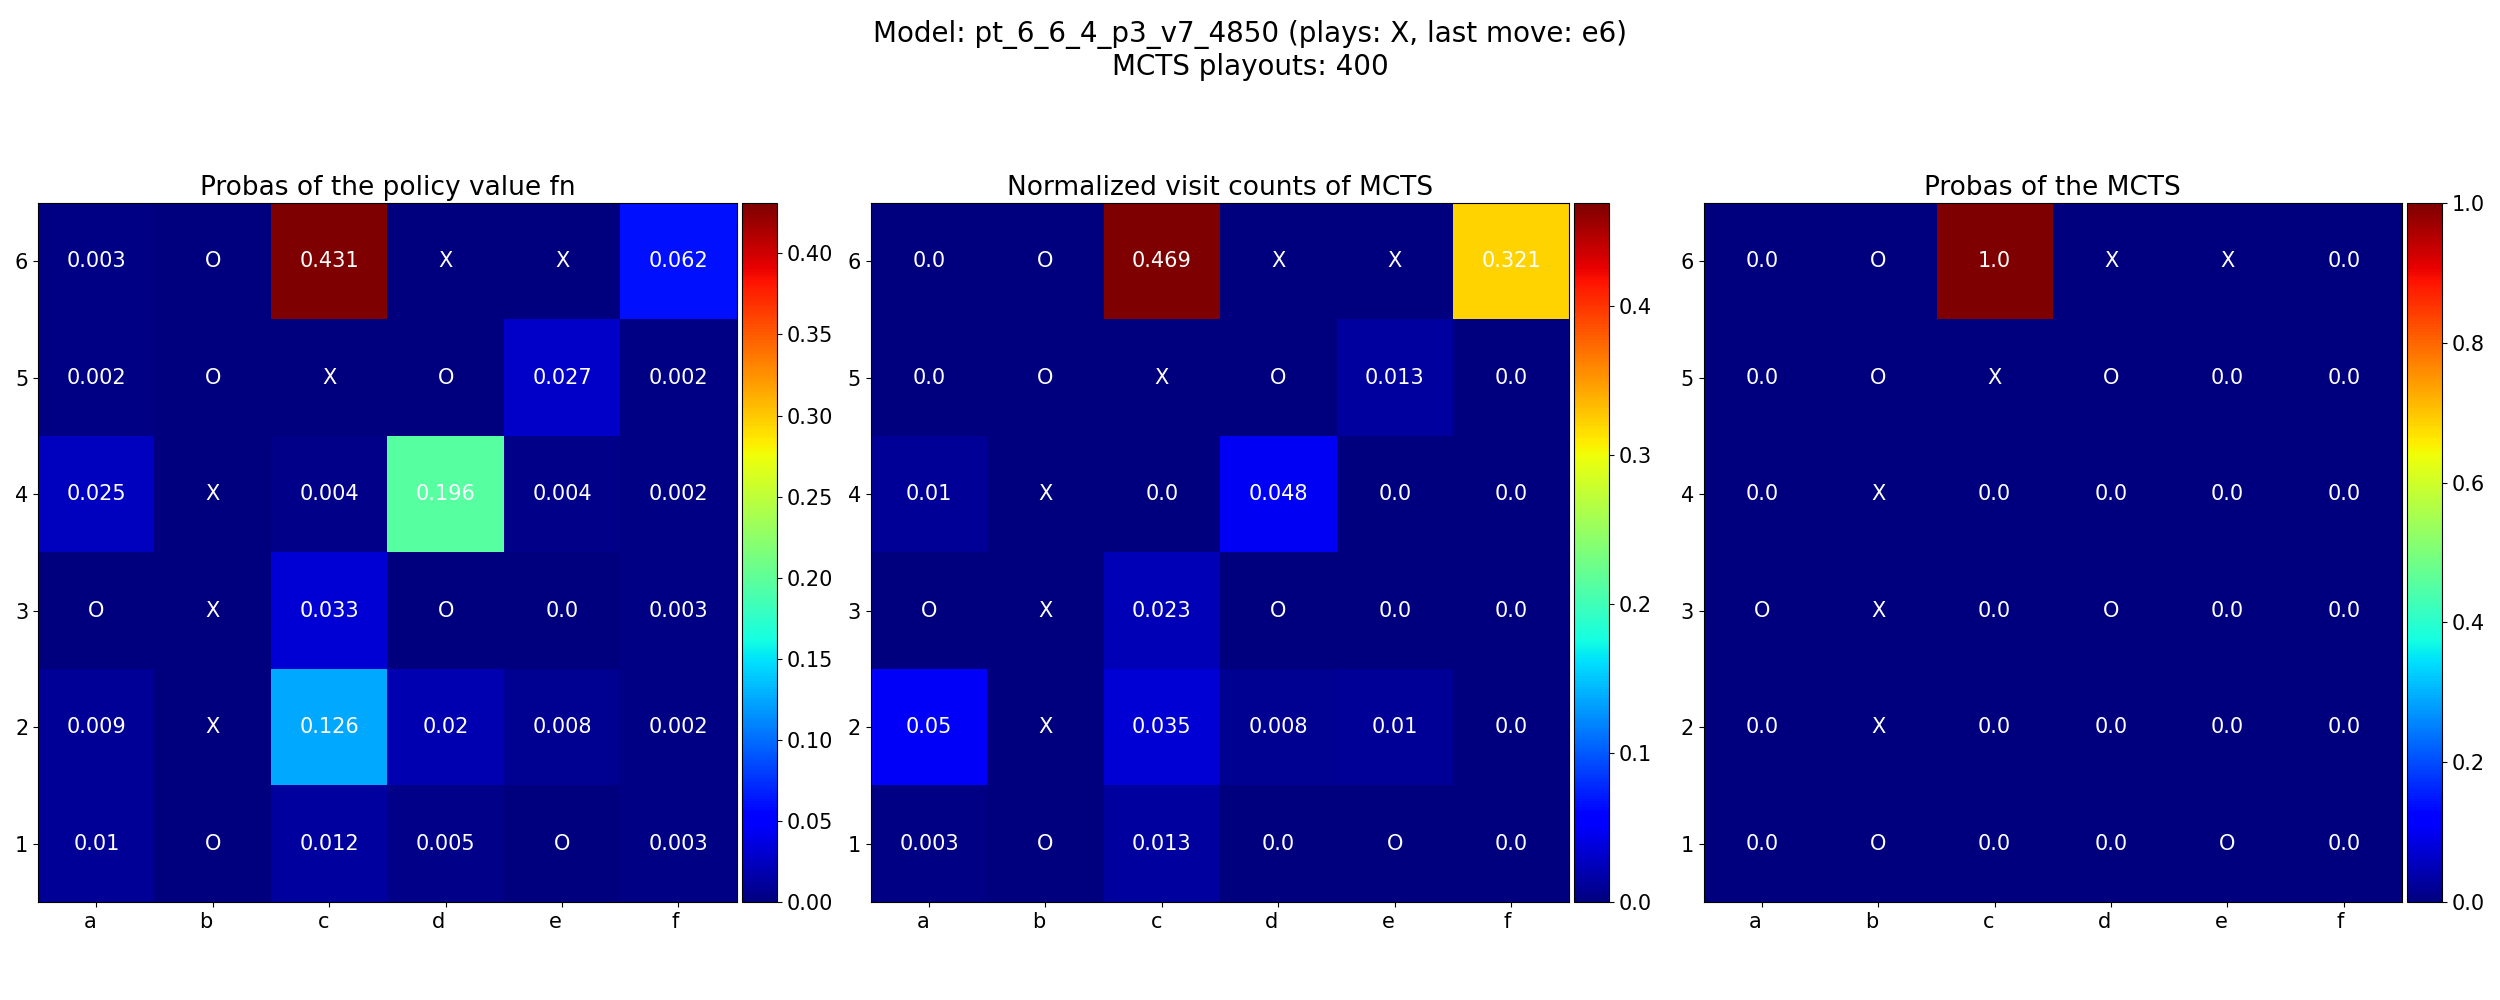 Model: pt_6_6_4_p3_v7_4850 (plays: X, last move: e6)
MCTS playouts: 400
Probas of the policy value fn
6 0.003 O 0.431 X X 0.062
5 0.002 O X O 0.027 0.002
4 0.025 X 0.004 0.196 0.004 0.002
3 O X 0.033 O 0.0 0.003
2 0.009 X 0.126 0.02 0.008 0.002
1 0.01 O 0.012 0.005 O 0.003
a b c d e f
0.40
0.35
0.30
0.25
0.20
0.15
0.10
0.05
0.00
Normalized visit counts of MCTS
6 0.0 O 0.469 X X 0.321
5 0.0 O X O 0.013 0.0
4 0.01 X 0.0 0.048 0.0 0.0
3 O X 0.023 O 0.0 0.0
2 0.05 X 0.035 0.008 0.01 0.0
1 0.003 O 0.013 0.0 O 0.0
a b c d e f
0.4
0.3
0.2
0.1
0.0
Probas of the MCTS
6 0.0 O 1.0 X X 0.0
5 0.0 O X O 0.0 0.0
4 0.0 X 0.0 0.0 0.0 0.0
3 O X 0.0 O 0.0 0.0
2 0.0 X 0.0 0.0 0.0 0.0
1 0.0 O 0.0 0.0 O 0.0
a b c d e f
1.0
0.8
0.6
0.4
0.2
0.0